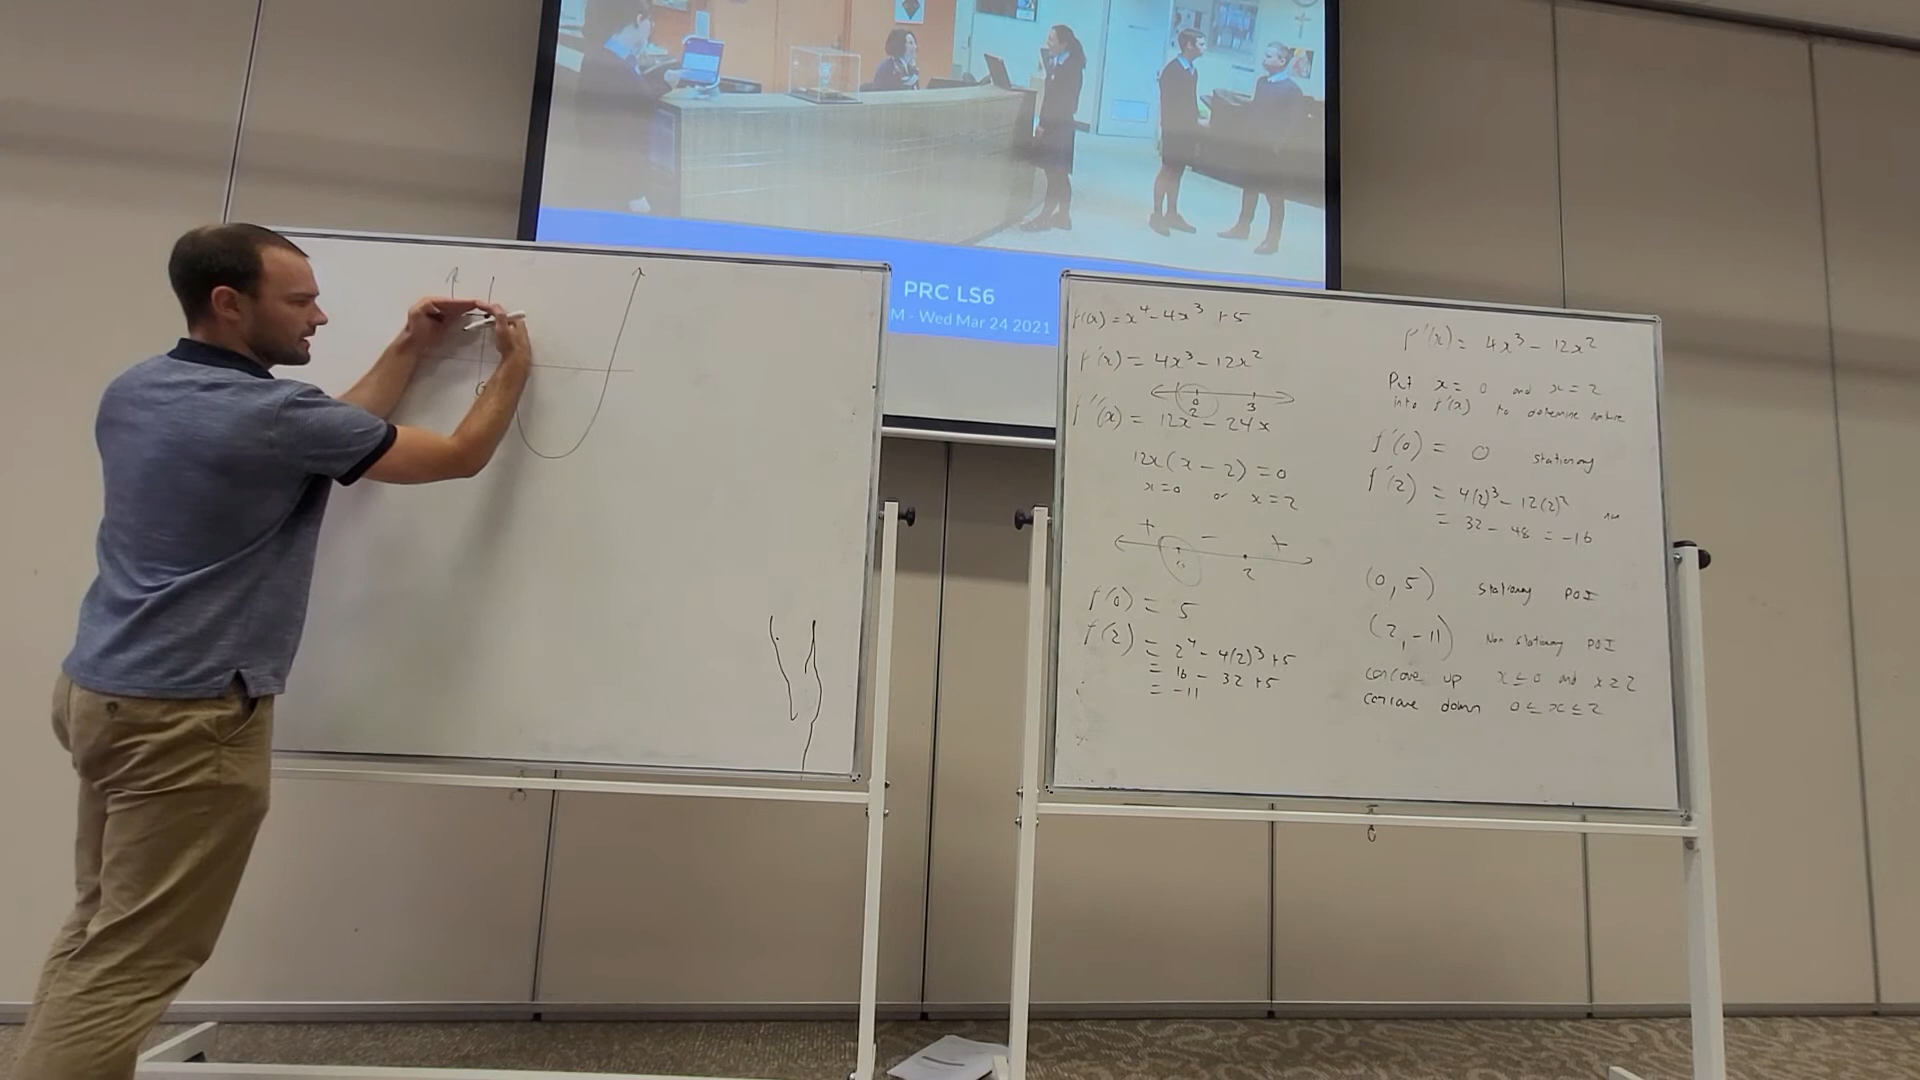 PRC LS6
M - Wed Mar 24 2021
f(x) = x⁴ - 4x³ + 5
f'(x) = 4x³ - 12x²
0 3
f''(x) = 12x² - 24x
12x(x - 2) = 0
x = 0 or x = 2
+ - +
0 2
f(0) = 5
f(2) = 2⁴ - 4(2)³ + 5
= 16 - 32 + 5
= -11
f'(x) = 4x³ - 12x²
Put x = 0 and x = 2
into f'(x) to determine nature
f'(0) = 0 stationary
f'(2) = 4(2)³ - 12(2)²
= 32 - 48 = -16
(0, 5) stationary POI
(2, -11) Non stationary POI
concave up x ≤ 0 and x ≥ 2
concave down 0 ≤ x ≤ 2